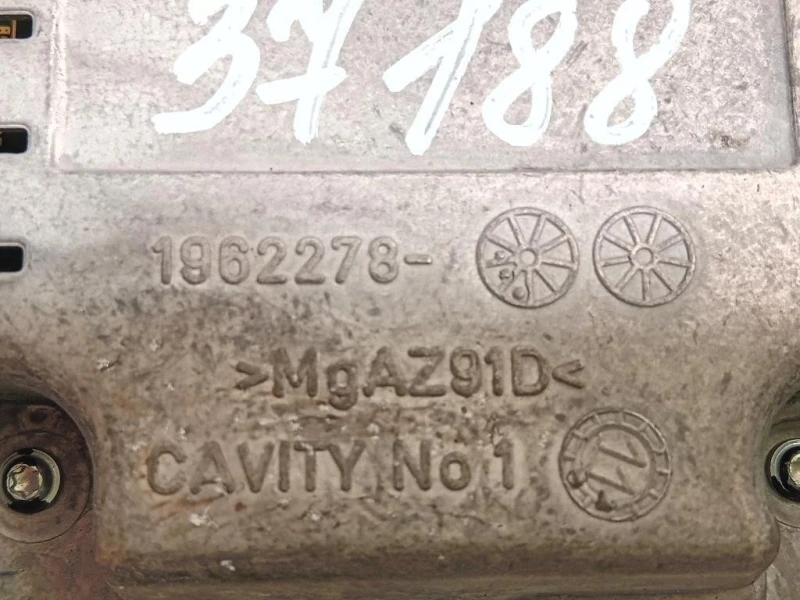 37188
1962278-
>MgAZ91D<
CAVITY No 1